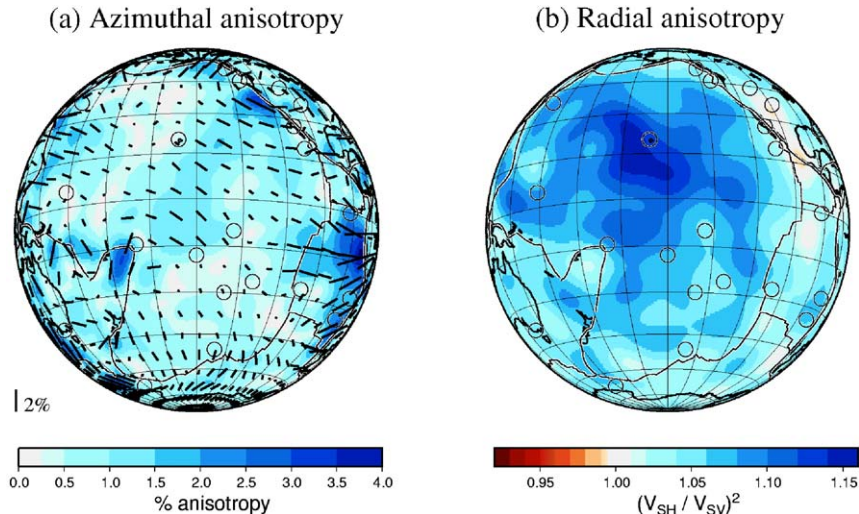 (a) Azimuthal anisotropy
(b) Radial anisotropy
2%
0.0 0.5 1.0 1.5 2.0 2.5 3.0 3.5 4.0
% anisotropy
0.95 1.00 1.05 1.10 1.15
(V_SH / V_SV)²